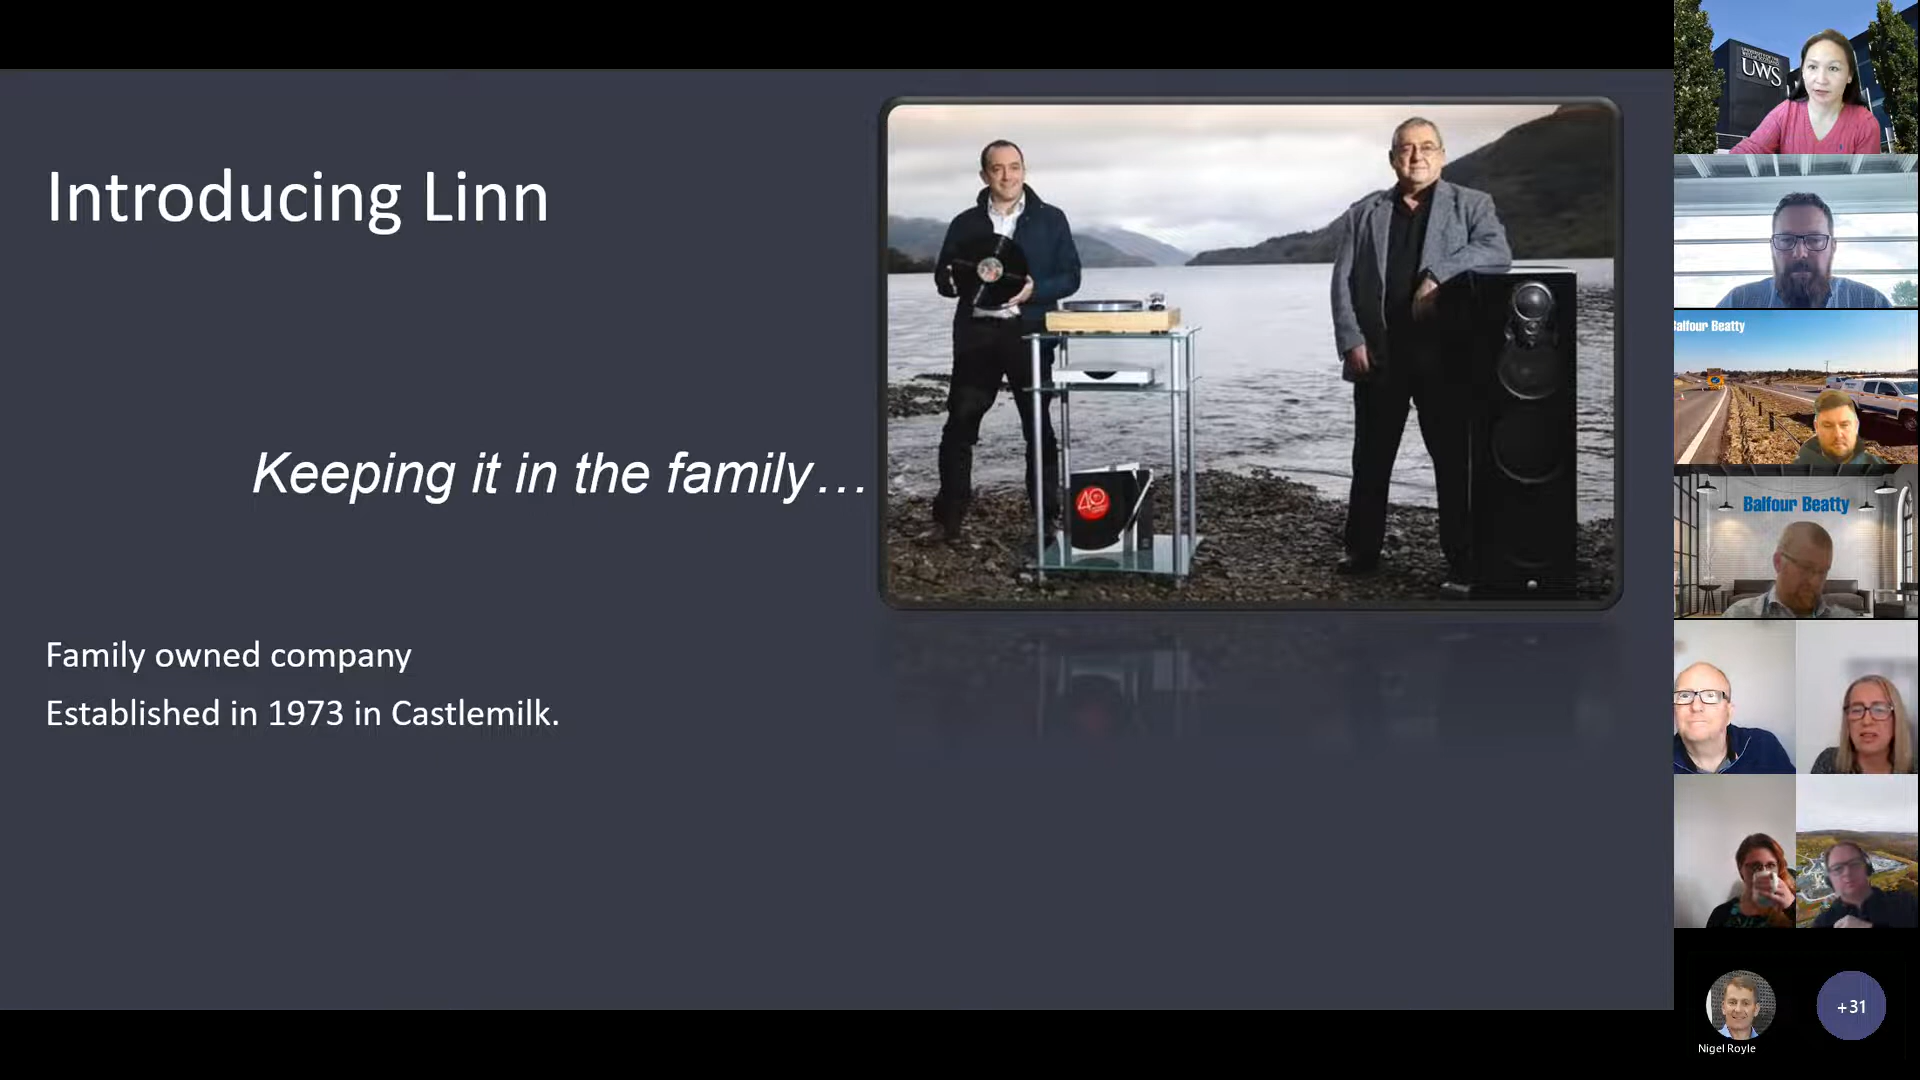 Introducing Linn
Keeping it in the family…
Family owned company
Established in 1973 in Castlemilk.
40
UWS
Balfour Beatty
Balfour Beatty
Nigel Royle
+31